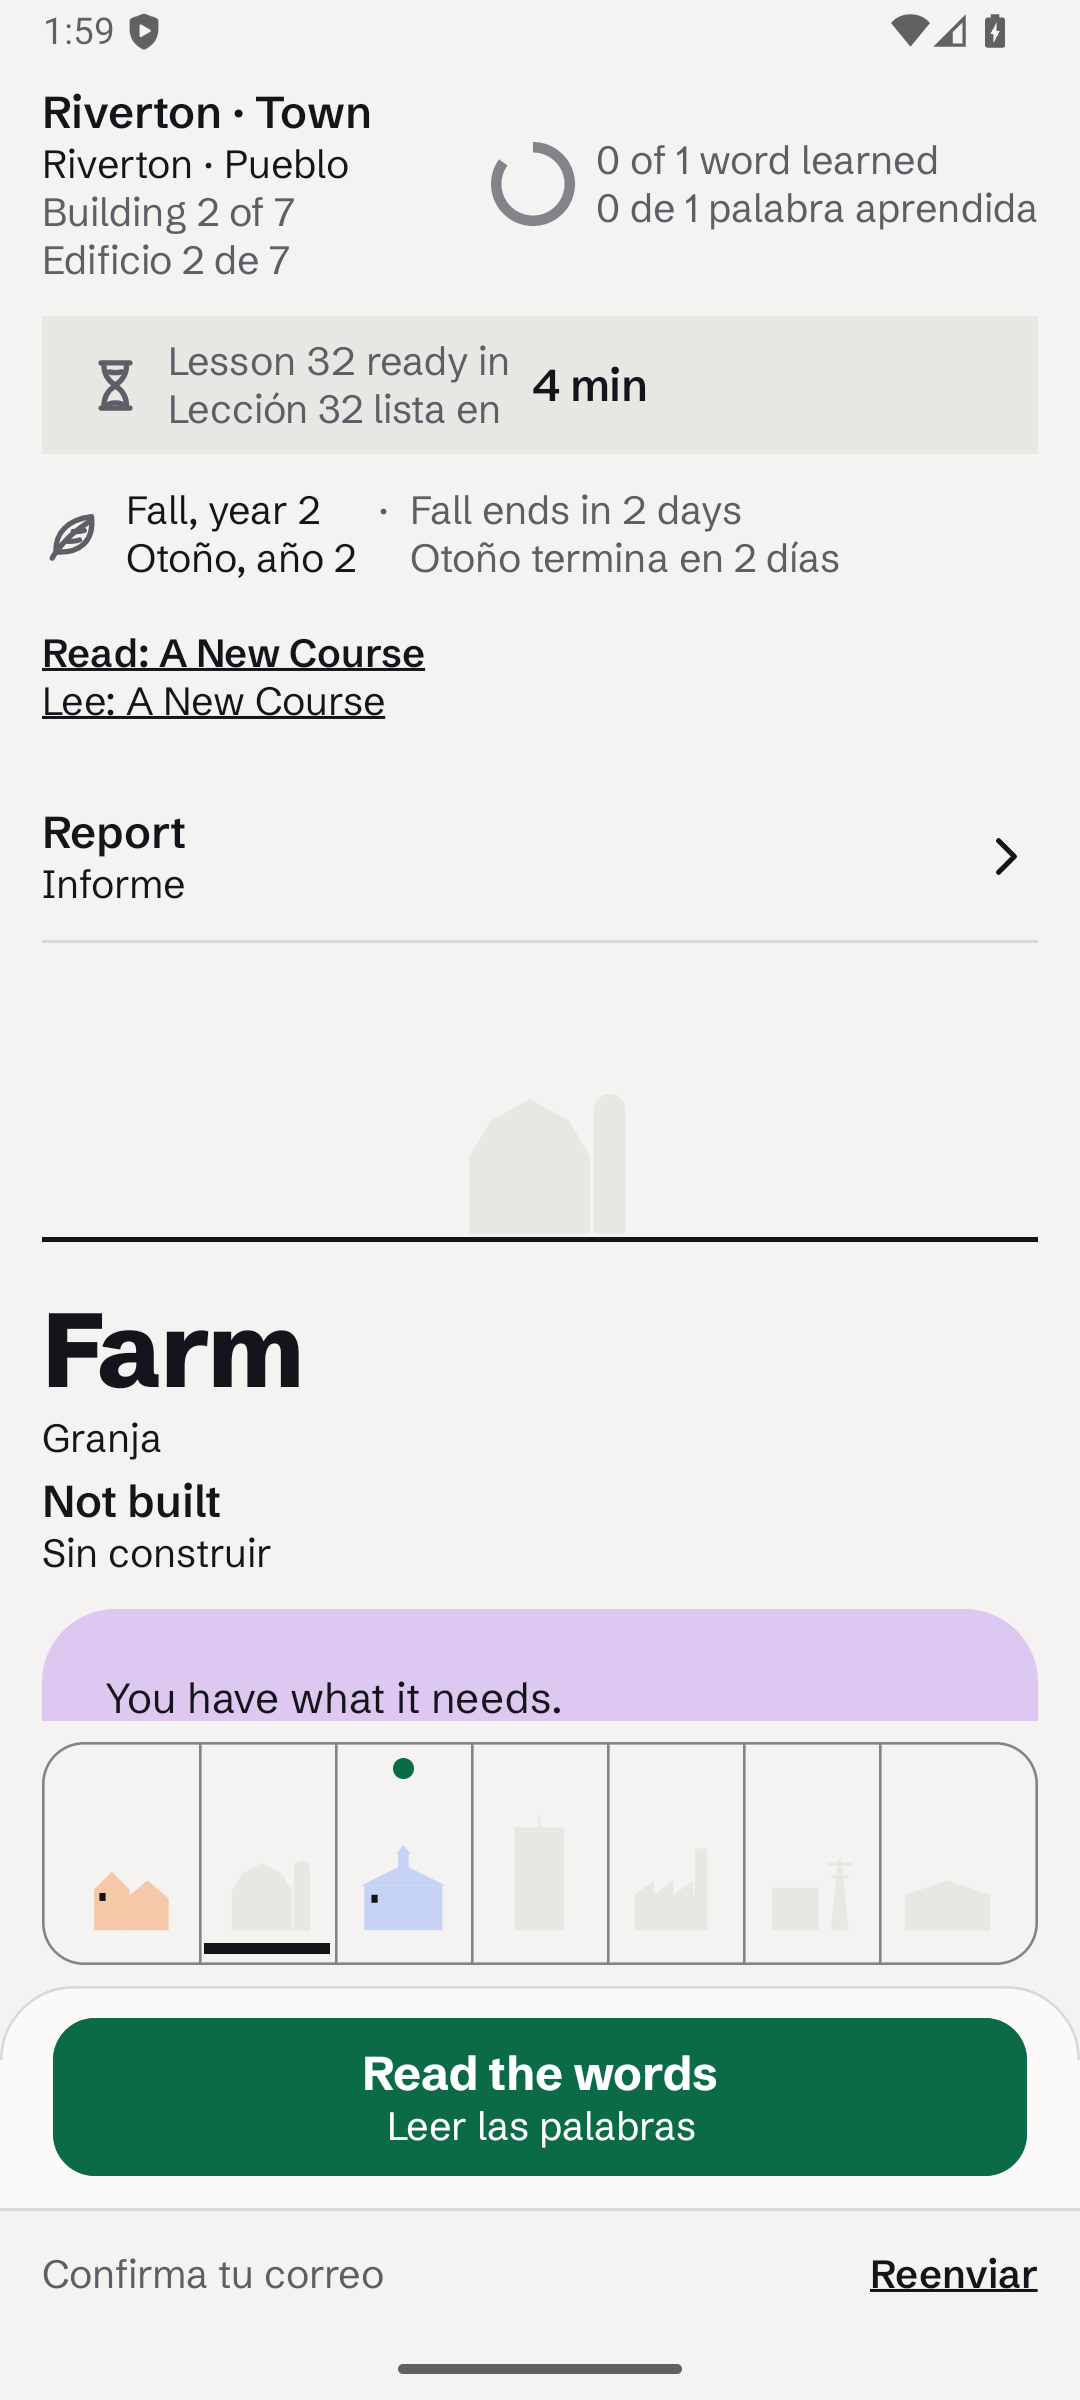 1:59
Riverton · Town
Riverton · Pueblo
Building 2 of 7
Edificio 2 de 7
0 of 1 word learned
0 de 1 palabra aprendida
Lesson 32 ready in
Lección 32 lista en
4 min
Fall, year 2
Otoño, año 2
· Fall ends in 2 days
Otoño termina en 2 días
Read: A New Course
Lee: A New Course
Report
Informe
Farm
Granja
Not built
Sin construir
You have what it needs.
Read the words
Leer las palabras
Confirma tu correo
Reenviar